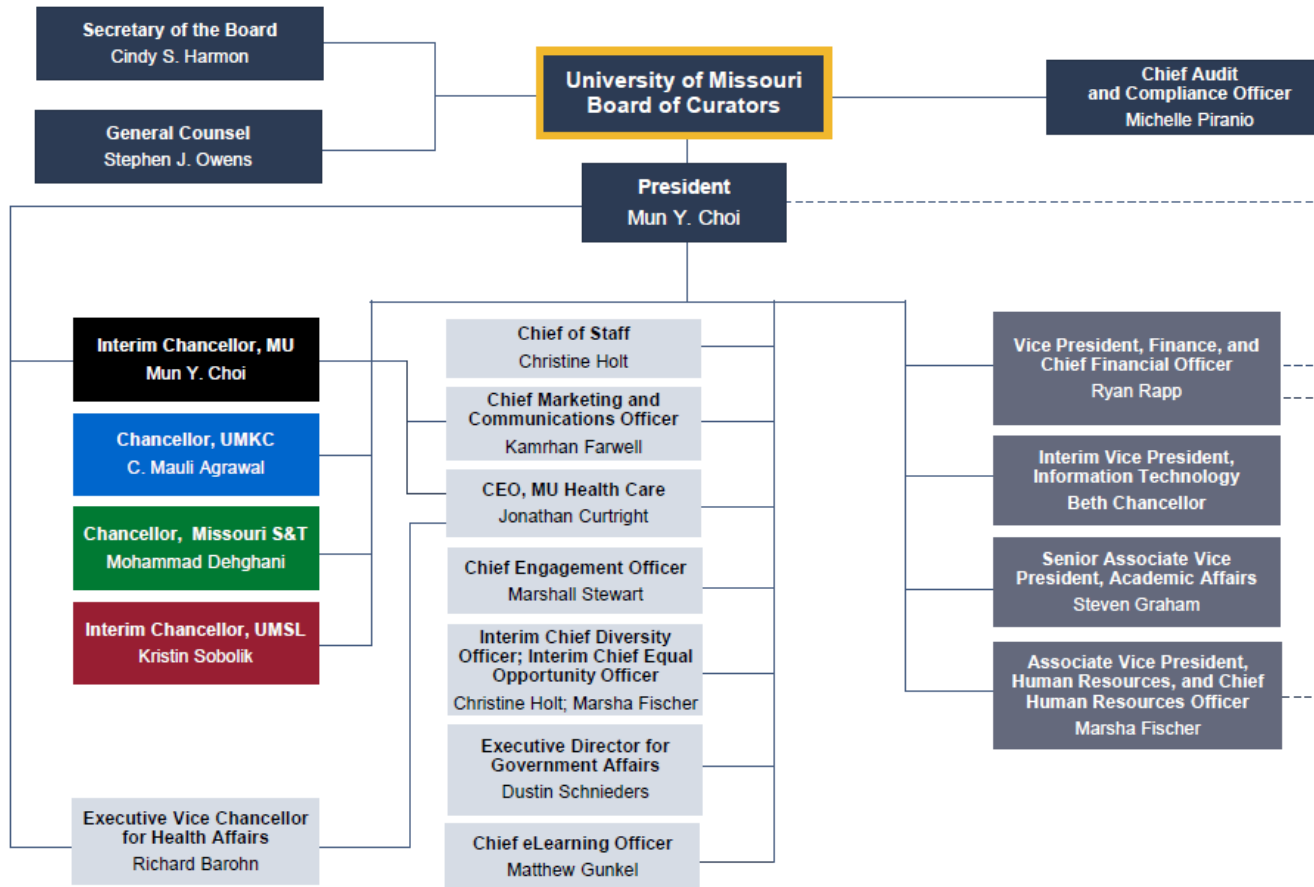 Secretary of the Board
Cindy S. Harmon
University of Missouri
Board of Curators
Chief Audit
and Compliance Officer
Michelle Piranio
General Counsel
Stephen J. Owens
President
Mun Y. Choi
Interim Chancellor, MU
Mun Y. Choi
Chancellor, UMKC
C. Mauli Agrawal
Chancellor, Missouri S&T
Mohammad Dehghani
Interim Chancellor, UMSL
Kristin Sobolik
Executive Vice Chancellor
for Health Affairs
Richard Barohn
Chief of Staff
Christine Holt
Chief Marketing and
Communications Officer
Kamrhan Farwell
CEO, MU Health Care
Jonathan Curtright
Chief Engagement Officer
Marshall Stewart
Interim Chief Diversity
Officer; Interim Chief Equal
Opportunity Officer
Christine Holt; Marsha Fischer
Executive Director for
Government Affairs
Dustin Schnieders
Chief eLearning Officer
Matthew Gunkel
Vice President, Finance, and
Chief Financial Officer
Ryan Rapp
Interim Vice President,
Information Technology
Beth Chancellor
Senior Associate Vice
President, Academic Affairs
Steven Graham
Associate Vice President,
Human Resources, and Chief
Human Resources Officer
Marsha Fischer